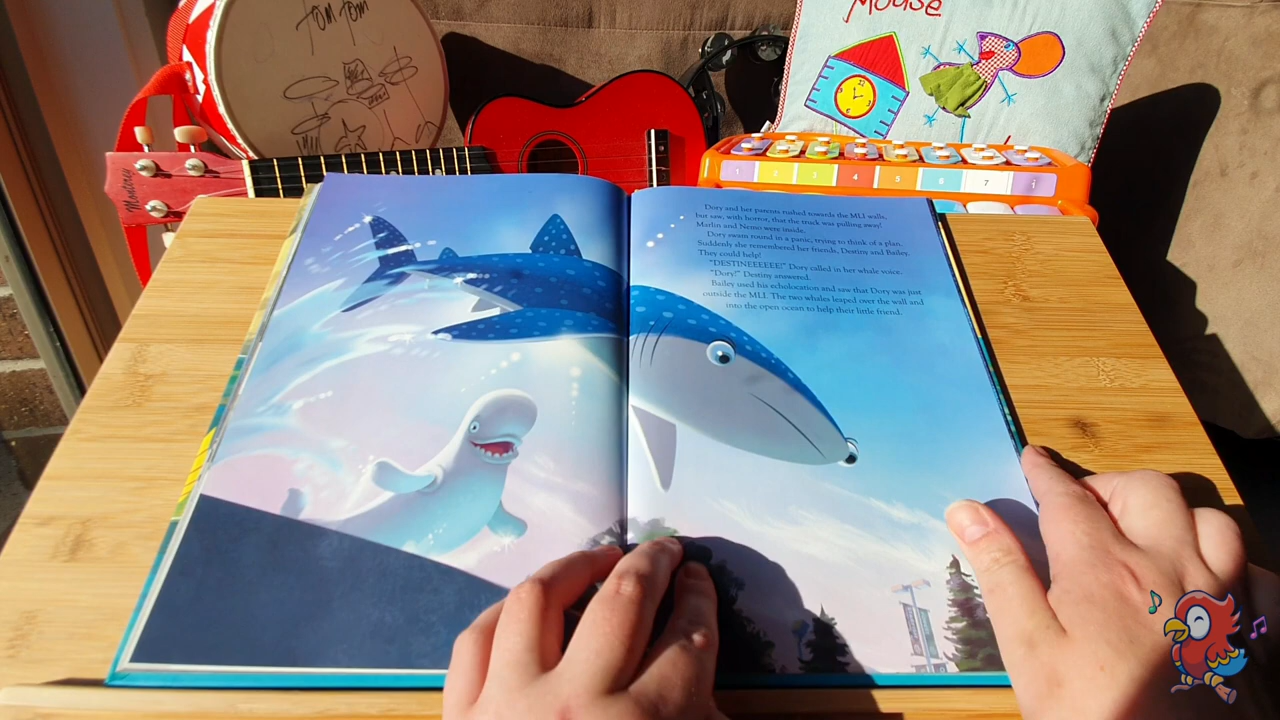 TOM TOM
Mouse
Montery
1 2 3 4 5 6 7 i
Dory and her parents rushed towards the MLI walls,
but saw, with horror, that the truck was pulling away!
Marlin and Nemo were inside.
Dory swam round in a panic, trying to think of a plan.
Suddenly she remembered her friends, Destiny and Bailey.
They could help!
"DESTINEEEEEE!" Dory called in her whale voice.
"Dory!" Destiny answered.
Bailey used his echolocation and saw that Dory was just
outside the MLI. The two whales leaped over the wall and
into the open ocean to help their little friend.